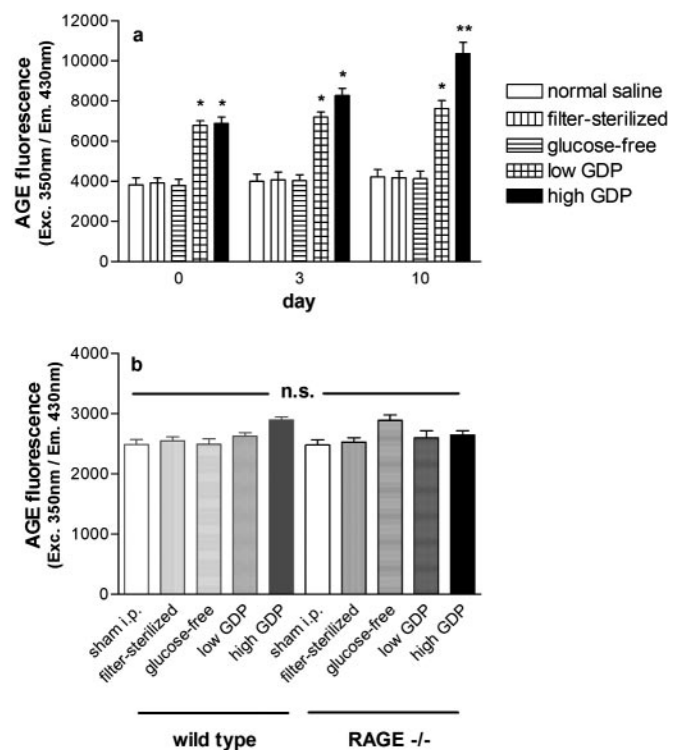 a
AGE fluorescence
(Exc. 350nm / Em. 430nm)
12000
10000
8000
6000
4000
2000
0
* *
* *
* **
0 3 10
day
normal saline
filter-sterilized
glucose-free
low GDP
high GDP
b
AGE fluorescence
(Exc. 350nm / Em. 430nm)
4000
3000
2000
1000
0
n.s.
sham i.p.
filter-sterilized
glucose-free
low GDP
high GDP
sham i.p.
filter-sterilized
glucose-free
low GDP
high GDP
wild type RAGE -/-